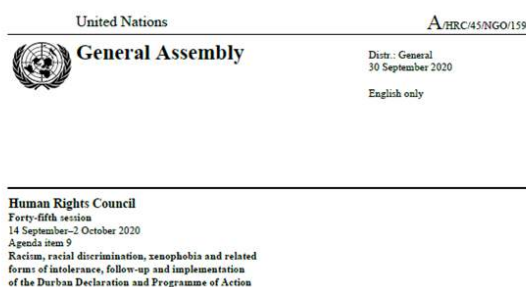 United Nations
A/HRC/45/NGO/159
General Assembly
Distr.: General
30 September 2020
English only
Human Rights Council
Forty-fifth session
14 September–2 October 2020
Agenda item 9
Racism, racial discrimination, xenophobia and related
forms of intolerance, follow-up and implementation
of the Durban Declaration and Programme of Action